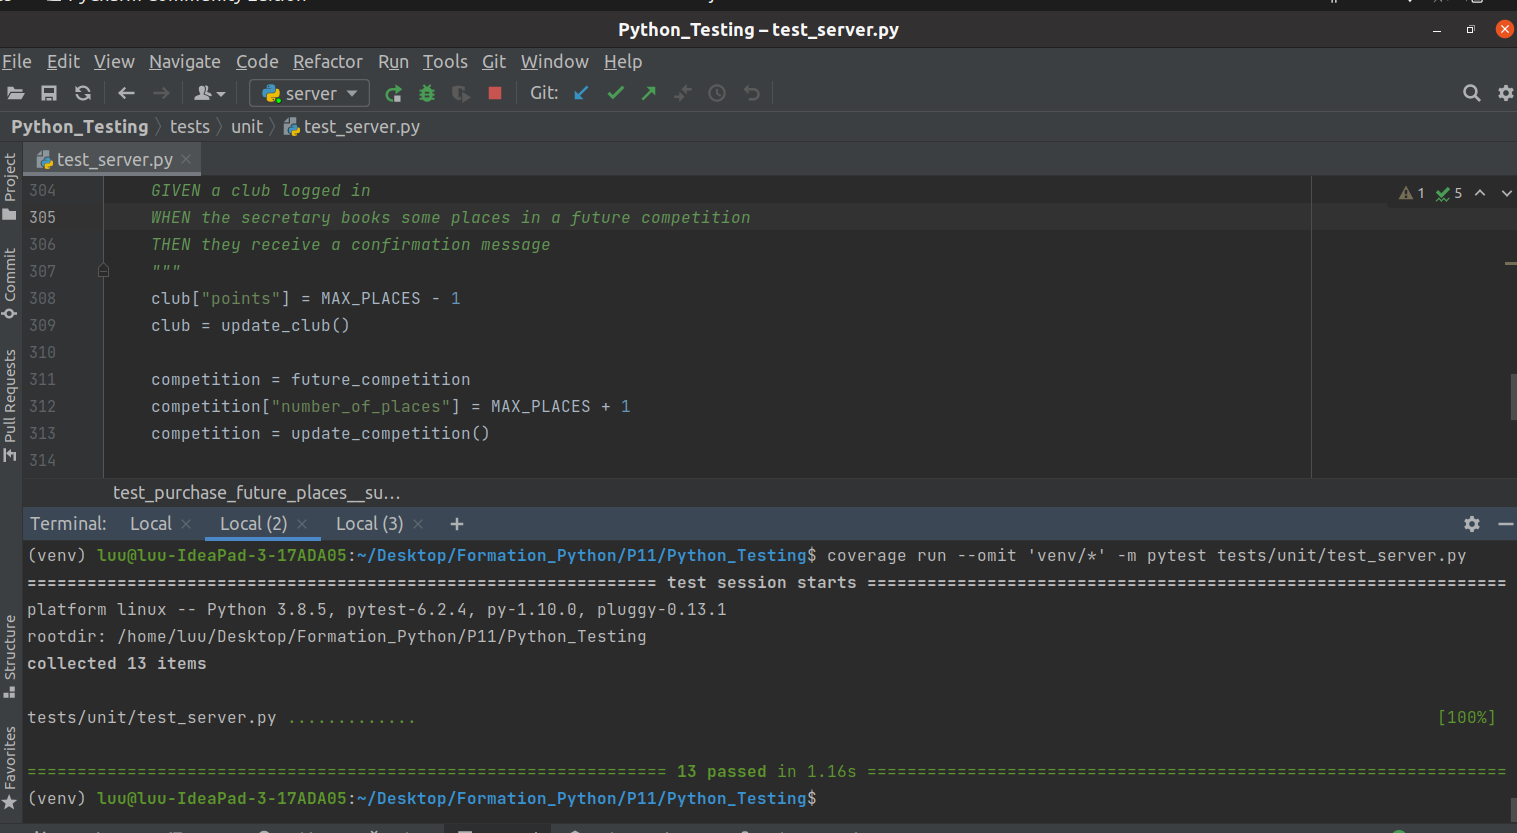 Python_Testing – test_server.py
File Edit View Navigate Code Refactor Run Tools Git Window Help
server Git:
Python_Testing tests unit test_server.py
test_server.py
Project
Commit
Pull Requests
Structure
Favorites
1 5
304 GIVEN a club logged in
305 WHEN the secretary books some places in a future competition
306 THEN they receive a confirmation message
307 """
308 club["points"] = MAX_PLACES - 1
309 club = update_club()
310
311 competition = future_competition
312 competition["number_of_places"] = MAX_PLACES + 1
313 competition = update_competition()
314
test_purchase_future_places__su...
Terminal: Local Local (2) Local (3) +
(venv) luu@luu-IdeaPad-3-17ADA05:~/Desktop/Formation_Python/P11/Python_Testing$ coverage run --omit 'venv/*' -m pytest tests/unit/test_server.py
=============================================================== test session starts ================================================================
platform linux -- Python 3.8.5, pytest-6.2.4, py-1.10.0, pluggy-0.13.1
rootdir: /home/luu/Desktop/Formation_Python/P11/Python_Testing
collected 13 items
tests/unit/test_server.py ............. [100%]
================================================================ 13 passed in 1.16s ================================================================
(venv) luu@luu-IdeaPad-3-17ADA05:~/Desktop/Formation_Python/P11/Python_Testing$